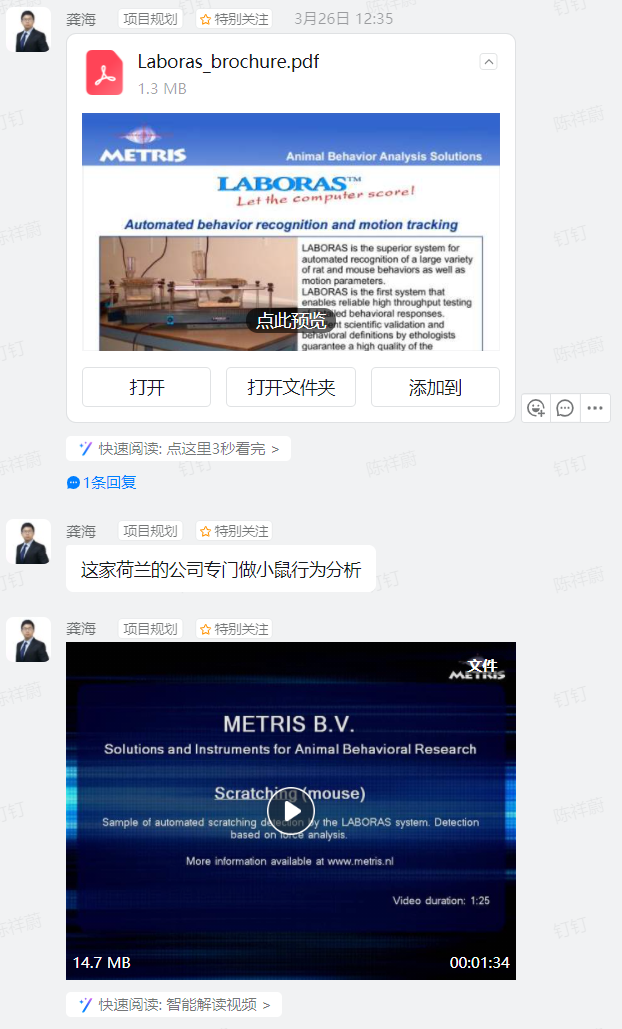 龚海 项目规划 特别关注 3月26日 12:35
Laboras_brochure.pdf
1.3 MB
METRIS
Animal Behavior Analysis Solutions
LABORAS™
Let the computer score!
Automated behavior recognition and motion tracking
LABORAS is the superior system for
automated recognition of a large variety
of rat and mouse behaviors as well as
motion parameters.
LABORAS is the first system that
enables reliable high throughput testing
behavioral responses.
点此预览
scientific validation and
behavioral definitions by ethologists
guarantee a high quality of the
打开 打开文件夹 添加到
快速阅读: 点这里3秒看完 >
1条回复
龚海 项目规划 特别关注
这家荷兰的公司专门做小鼠行为分析
龚海 项目规划 特别关注
文件
METRIS
METRIS B.V.
Solutions and Instruments for Animal Behavioral Research
Scratching (mouse)
Sample of automated scratching detection by the LABORAS system. Detection
based on force analysis.
More information available at www.metris.nl
Video duration: 1:25
14.7 MB 00:01:34
快速阅读: 智能解读视频 >
钉钉
陈祥蔚